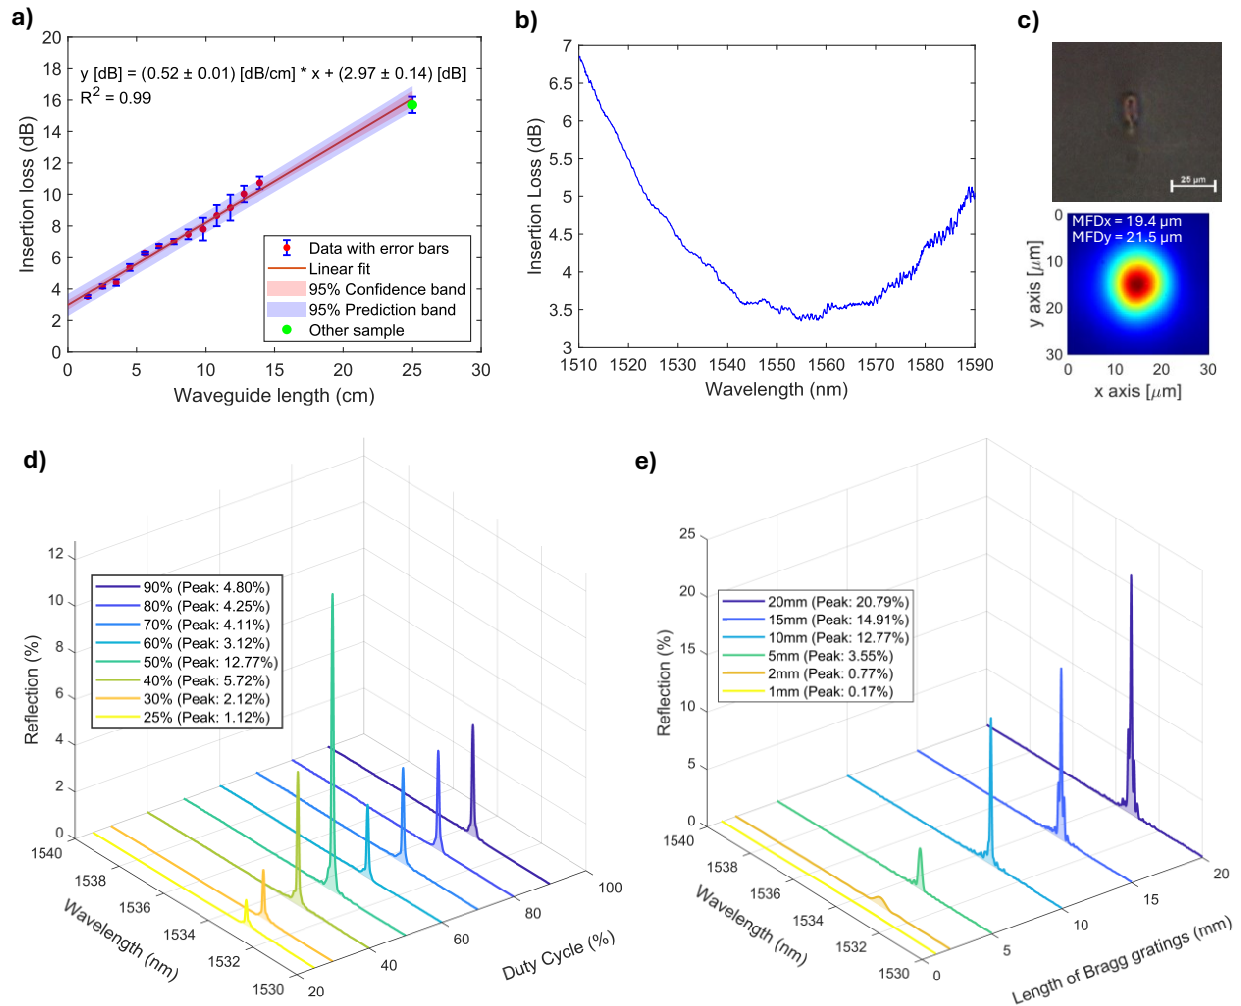 a)
20
18
16
14
12
10
8
6
4
2
0
Insertion loss (dB)
y [dB] = (0.52 ± 0.01) [dB/cm] * x + (2.97 ± 0.14) [dB]
R² = 0.99
Data with error bars
Linear fit
95% Confidence band
95% Prediction band
Other sample
0 5 10 15 20 25 30
Waveguide length (cm)
b)
7
6.5
6
5.5
5
4.5
4
3.5
3
Insertion Loss (dB)
1510 1520 1530 1540 1550 1560 1570 1580 1590
Wavelength (nm)
c)
25 µm
MFDx = 19.4 µm
MFDy = 21.5 µm
0
10
20
30
y axis [µm]
0 10 20 30
x axis [µm]
d)
12
10
8
6
4
2
0
Reflection (%)
90% (Peak: 4.80%)
80% (Peak: 4.25%)
70% (Peak: 4.11%)
60% (Peak: 3.12%)
50% (Peak: 12.77%)
40% (Peak: 5.72%)
30% (Peak: 2.12%)
25% (Peak: 1.12%)
1540
1538
1536
1534
1532
1530
Wavelength (nm)
20
40
60
80
100
Duty Cycle (%)
e)
25
20
15
10
5
0
Reflection (%)
20mm (Peak: 20.79%)
15mm (Peak: 14.91%)
10mm (Peak: 12.77%)
5mm (Peak: 3.55%)
2mm (Peak: 0.77%)
1mm (Peak: 0.17%)
1540
1538
1536
1534
1532
1530
Wavelength (nm)
0
5
10
15
20
Length of Bragg gratings (mm)